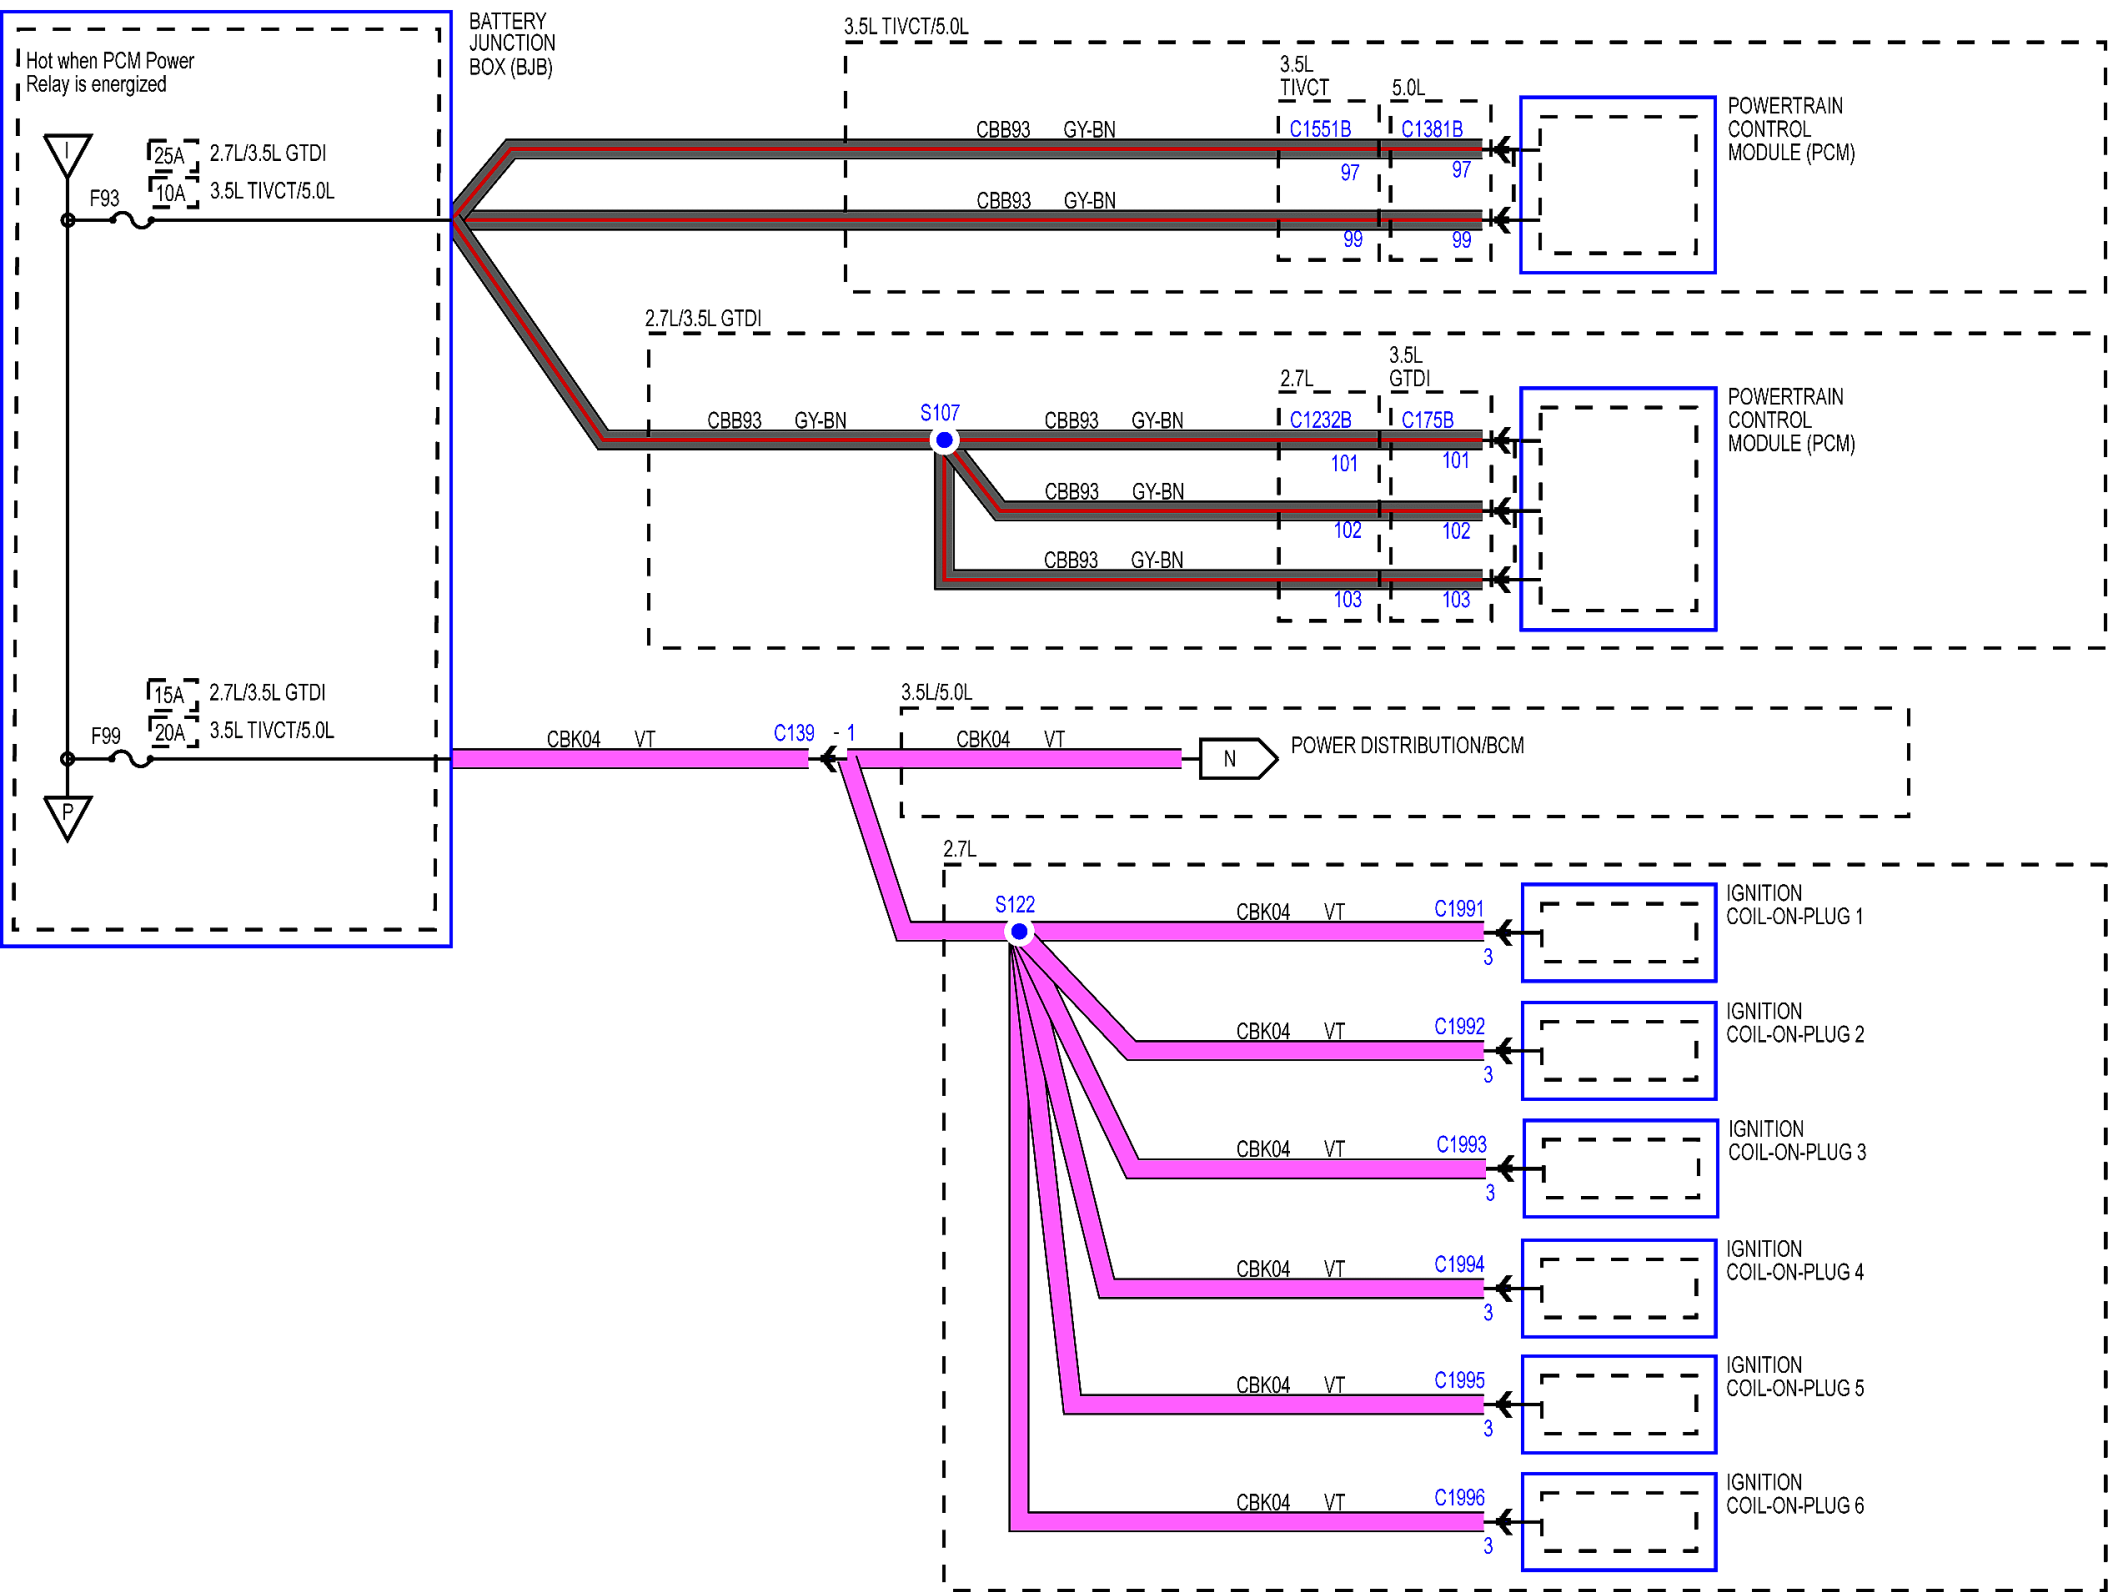 BATTERY
JUNCTION
BOX (BJB)
Hot when PCM Power
Relay is energized
I
F93
25A
2.7L/3.5L GTDI
10A
3.5L TIVCT/5.0L
3.5L TIVCT/5.0L
3.5L
TIVCT
5.0L
CBB93 GY-BN
C1551B
C1381B
97
97
CBB93 GY-BN
99
99
POWERTRAIN
CONTROL
MODULE (PCM)
2.7L/3.5L GTDI
2.7L
3.5L
GTDI
CBB93 GY-BN
S107
CBB93 GY-BN
C1232B
C175B
101
101
CBB93 GY-BN
102
102
CBB93 GY-BN
103
103
POWERTRAIN
CONTROL
MODULE (PCM)
F99
15A
2.7L/3.5L GTDI
20A
3.5L TIVCT/5.0L
P
CBK04 VT
C139 - 1
3.5L/5.0L
CBK04 VT
N
POWER DISTRIBUTION/BCM
2.7L
S122
CBK04 VT
C1991
3
IGNITION
COIL-ON-PLUG 1
CBK04 VT
C1992
3
IGNITION
COIL-ON-PLUG 2
CBK04 VT
C1993
3
IGNITION
COIL-ON-PLUG 3
CBK04 VT
C1994
3
IGNITION
COIL-ON-PLUG 4
CBK04 VT
C1995
3
IGNITION
COIL-ON-PLUG 5
CBK04 VT
C1996
3
IGNITION
COIL-ON-PLUG 6